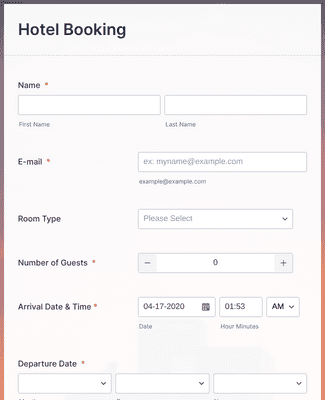 Hotel Booking
Name *
First Name Last Name
E-mail * ex: myname@example.com
example@example.com
Room Type Please Select
Number of Guests * − 0 +
Arrival Date & Time * 04-17-2020 01:53 AM
Date Hour Minutes
Departure Date *